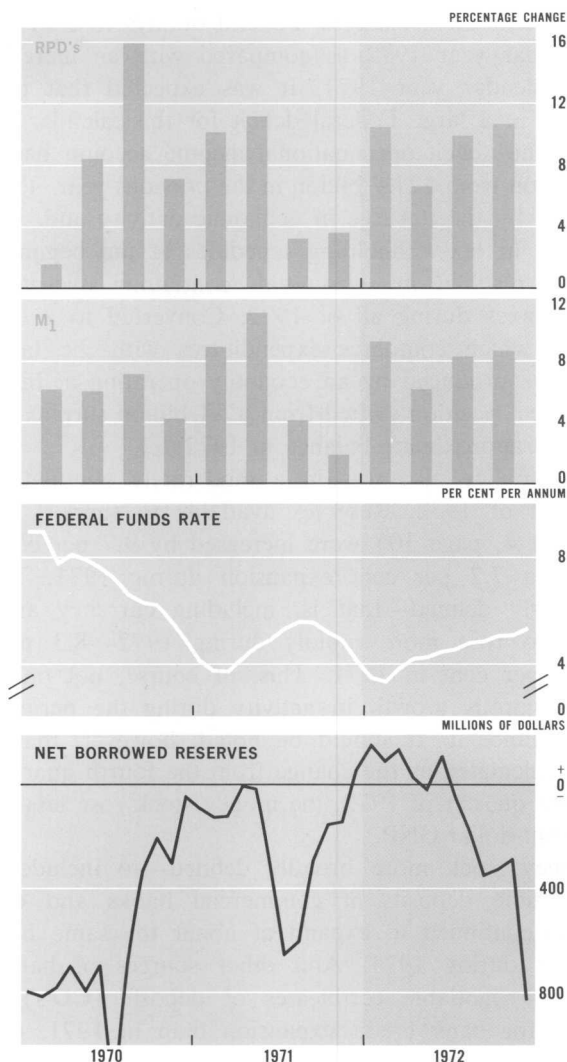 PERCENTAGE CHANGE
RPD's
16
12
8
4
0
12
M1
8
4
0
PER CENT PER ANNUM
FEDERAL FUNDS RATE
8
4
0
MILLIONS OF DOLLARS
NET BORROWED RESERVES
+
0
−
400
800
1970 1971 1972